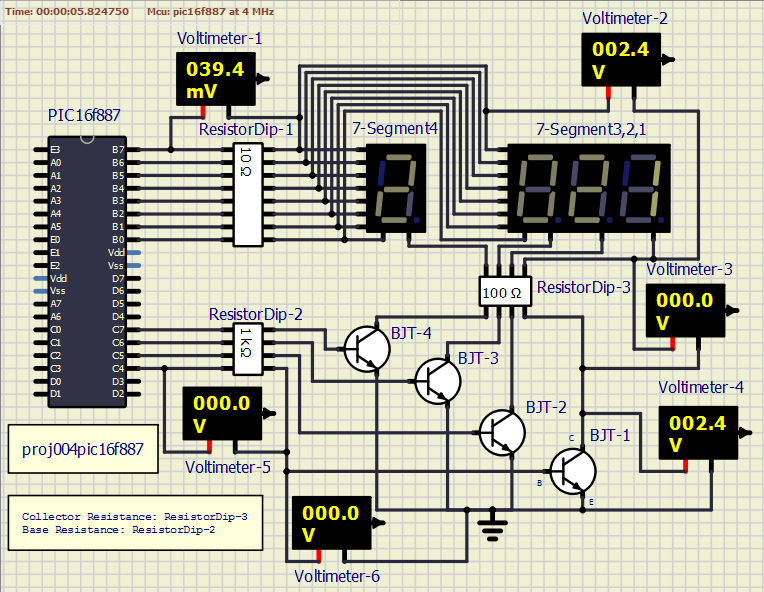 Time: 00:00:05.824750 Mcu: pic16f887 at 4 MHz
Voltimeter-1
039.4
mV
Voltimeter-2
002.4
V
PIC16f887
ResistorDip-1
10 Ω
7-Segment4
7-Segment3,2,1
E3 B7
A0 B6
A1 B5
A2 B4
A3 B3
A4 B2
A5 B1
E0 B0
E1 Vdd
E2 Vss
Vdd D7
Vss D6
A7 D5
A6 D4
C0 C7
C1 C6
C2 C5
C3 C4
D0 D3
D1 D2
100 Ω
ResistorDip-3
Voltimeter-3
000.0
V
ResistorDip-2
1 KΩ
BJT-4
BJT-3
BJT-2
BJT-1
C
B
E
Voltimeter-4
002.4
V
000.0
V
Voltimeter-5
proj004pic16f887
Collector Resistance: ResistorDip-3
Base Resistance: ResistorDip-2
000.0
V
Voltimeter-6